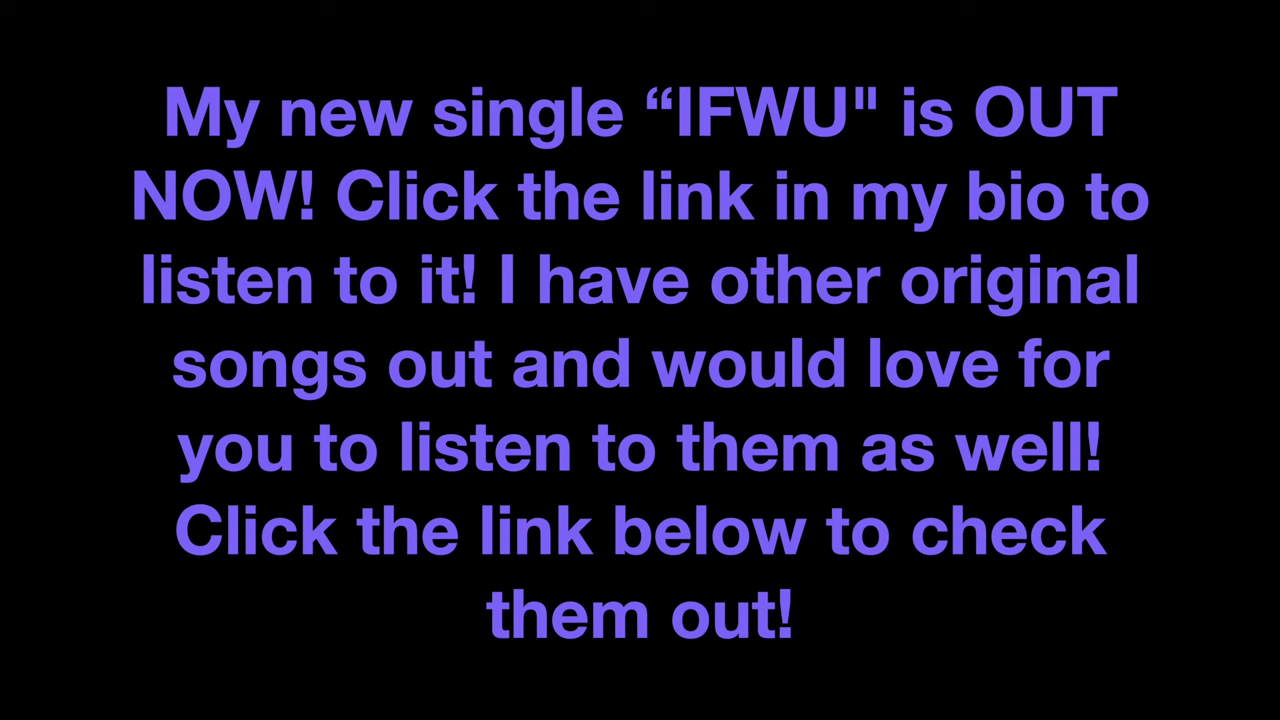 My new single “IFWU" is OUT
NOW! Click the link in my bio to
listen to it! I have other original
songs out and would love for
you to listen to them as well!
Click the link below to check
them out!